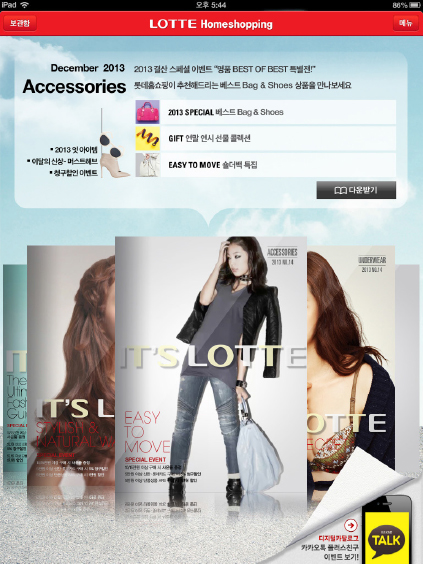 iPad
오후 5:44
86%
보관함
LOTTE Homeshopping
메뉴
December 2013
Accessories
2013 결산 스페셜 이벤트 "명품 BEST OF BEST 특별전!"
롯데홈쇼핑이 추천해드리는 베스트 Bag & Shoes 상품을 만나보세요
2013 잇 아이템
이달의 신상- 머스트해브
청구할인 이벤트
2013 SPECIAL 베스트 Bag & Shoes
GIFT 연말 연시 선물 콜렉션
EASY TO MOVE 숄더백 특집
다운받기
ACCESSORIES
2013 NO.14
UNDERWEAR
2013 NO.14
IT'S LOTTE
EASY
TO
MOVE
SPECIAL EVENT
디지털카탈로그
카카오톡 플러스친구
이벤트 보기!
TALK